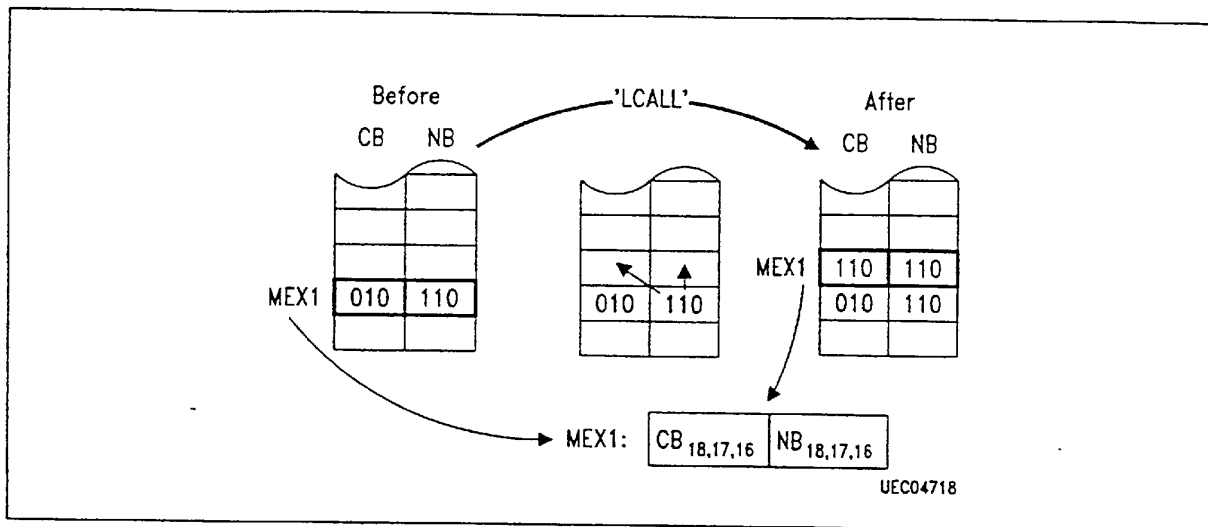 Before 'LCALL' After
CB NB CB NB
MEX1 110 110
MEX1 010 110 010 110 010 110
MEX1: CB 18,17,16 NB 18,17,16
UEC04718